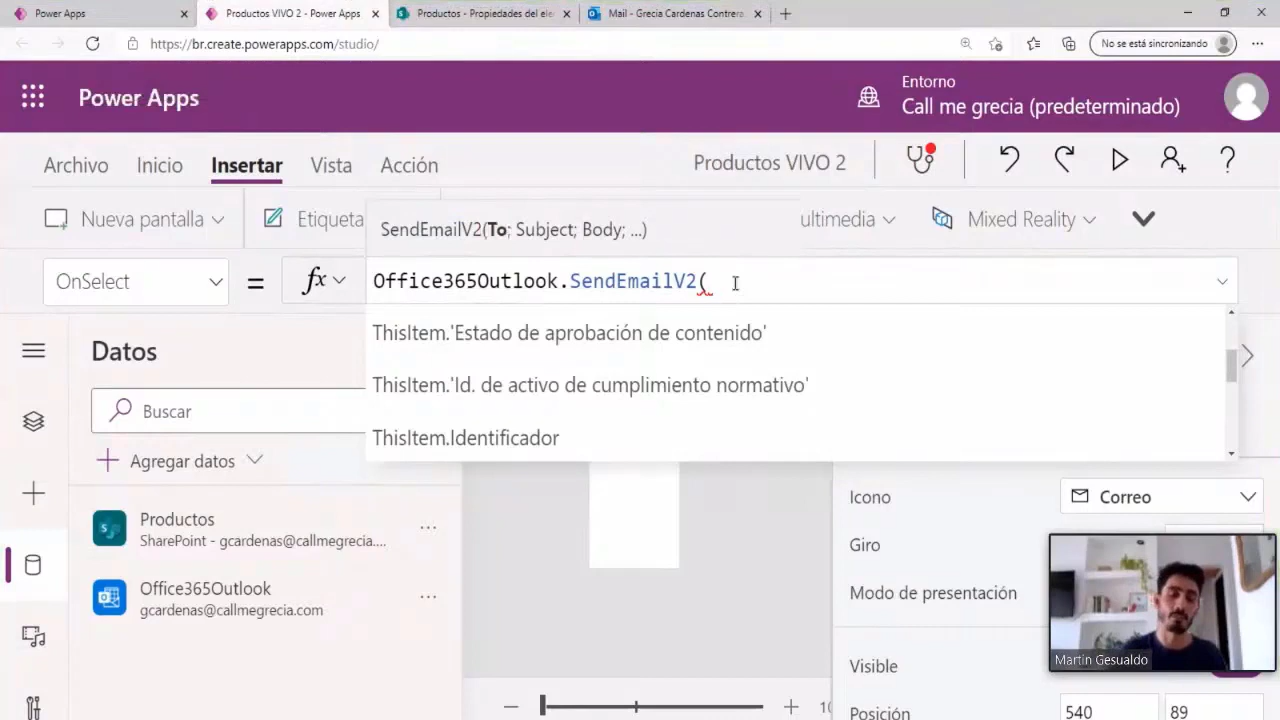 Power Apps
Productos VIVO 2 - Power Apps
Productos - Propiedades del ele
Mail - Grecia Cardenas Contrera
https://br.create.powerapps.com/studio/
No se está sincronizando
Power Apps
Entorno
Call me grecia (predeterminado)
Archivo
Inicio
Insertar
Vista
Acción
Productos VIVO 2
Nueva pantalla
Etiqueta
SendEmailV2(To; Subject; Body; ...)
ultimedia
Mixed Reality
OnSelect
=
fx
Office365Outlook.SendEmailV2(
ThisItem.'Estado de aprobación de contenido'
ThisItem.'Id. de activo de cumplimiento normativo'
ThisItem.Identificador
Datos
Buscar
Agregar datos
Productos
SharePoint - gcardenas@callmegrecia....
Office365Outlook
gcardenas@callmegrecia.com
Icono
Correo
Giro
Modo de presentación
Visible
Posición
540
89
Martin Gesualdo